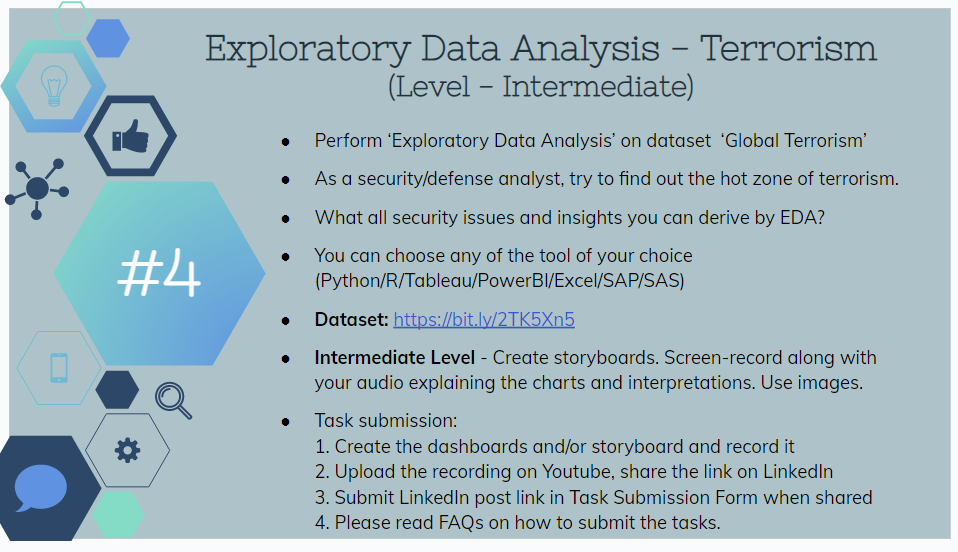 Exploratory Data Analysis – Terrorism
(Level – Intermediate)
#4
● Perform ‘Exploratory Data Analysis’ on dataset ‘Global Terrorism’
● As a security/defense analyst, try to find out the hot zone of terrorism.
● What all security issues and insights you can derive by EDA?
● You can choose any of the tool of your choice
(Python/R/Tableau/PowerBI/Excel/SAP/SAS)
● Dataset: https://bit.ly/2TK5Xn5
● Intermediate Level - Create storyboards. Screen-record along with
your audio explaining the charts and interpretations. Use images.
● Task submission:
1. Create the dashboards and/or storyboard and record it
2. Upload the recording on Youtube, share the link on LinkedIn
3. Submit LinkedIn post link in Task Submission Form when shared
4. Please read FAQs on how to submit the tasks.